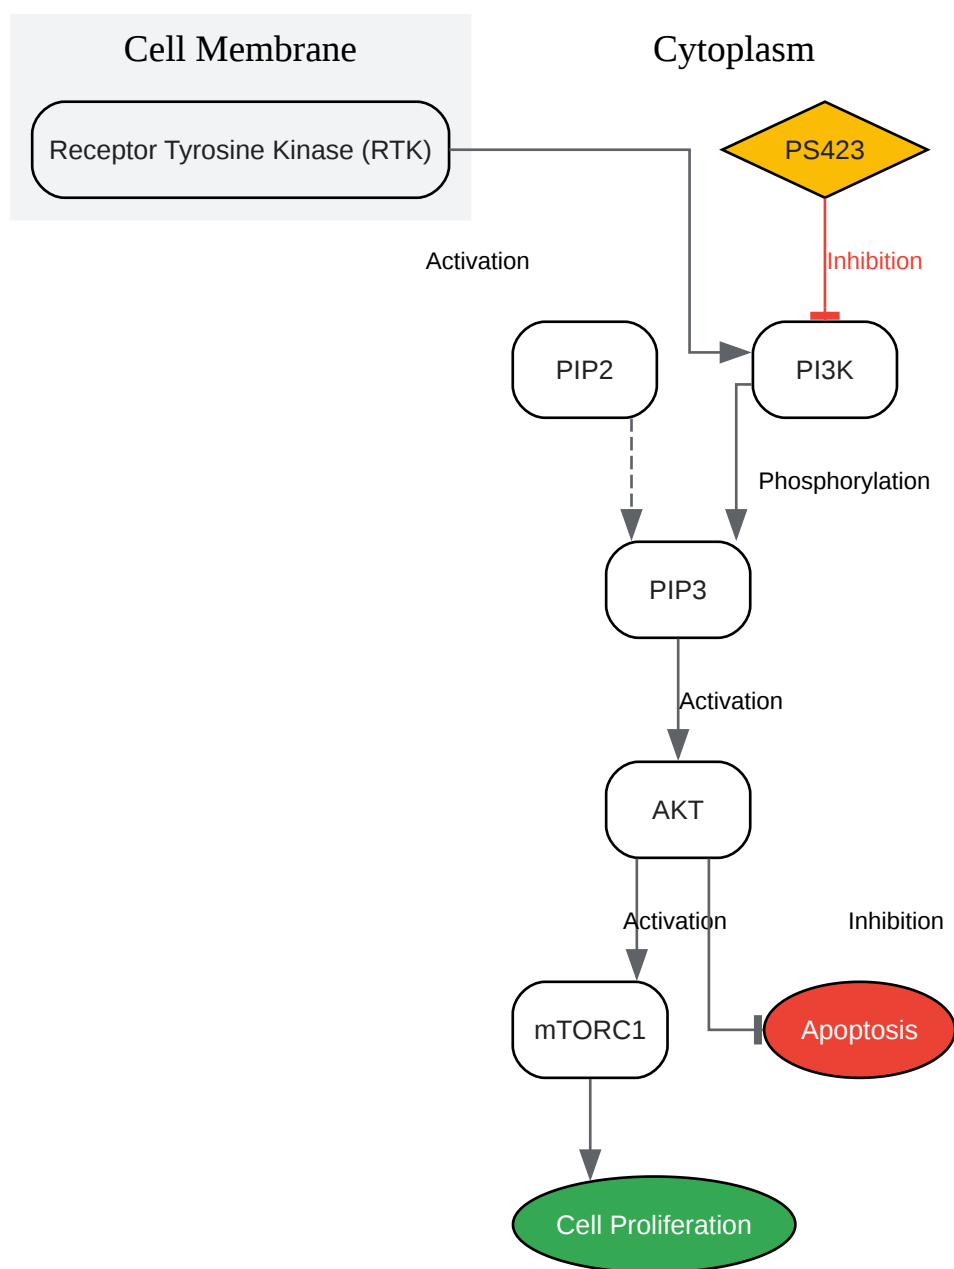 Cell Membrane
Cytoplasm
Receptor Tyrosine Kinase (RTK)
PS423
Activation
Inhibition
PIP2
PI3K
Phosphorylation
PIP3
Activation
AKT
Activation
Inhibition
mTORC1
Apoptosis
Cell Proliferation